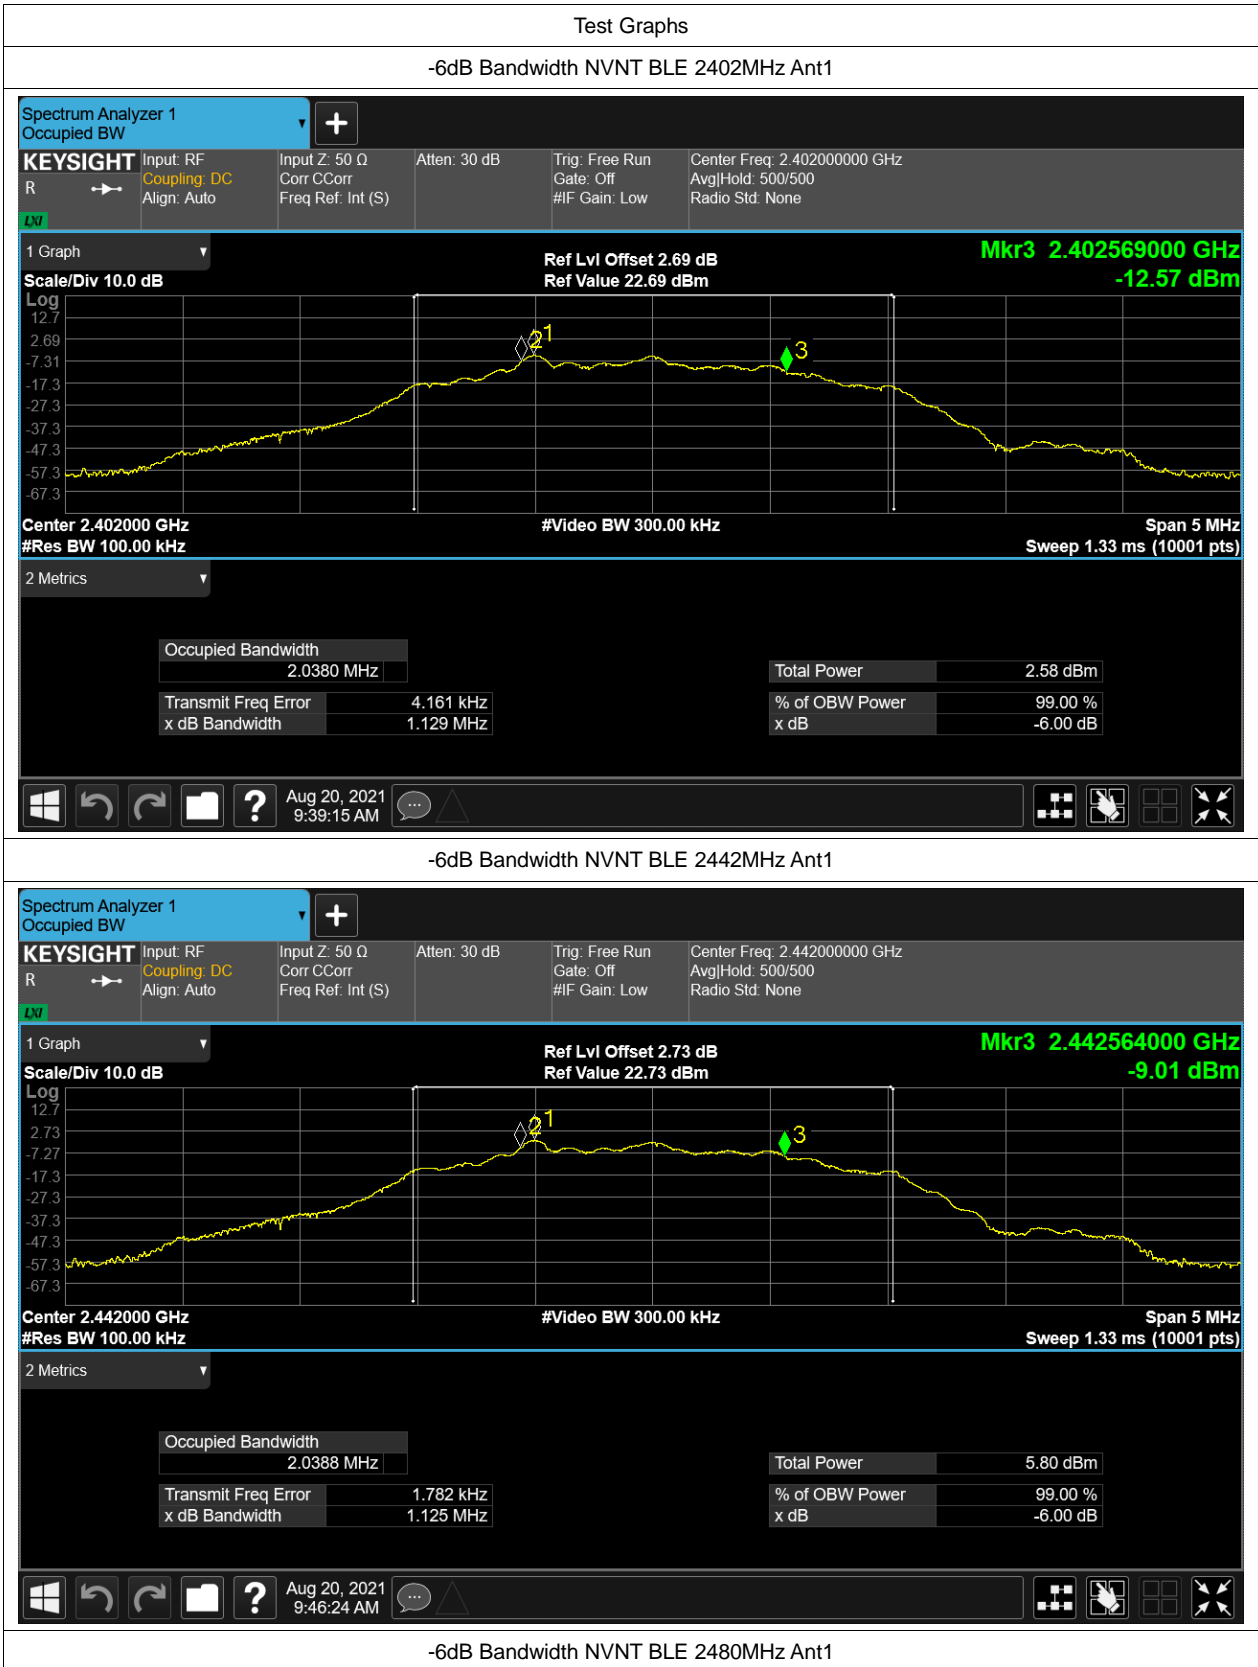 Test Graphs
-6dB Bandwidth NVNT BLE 2402MHz Ant1
Spectrum Analyzer 1
Occupied BW
KEYSIGHT Input: RF Input Z: 50 Ω Atten: 30 dB Trig: Free Run Center Freq: 2.402000000 GHz
R Coupling: DC Corr CCorr Gate: Off Avg|Hold: 500/500
Align: Auto Freq Ref: Int (S) #IF Gain: Low Radio Std: None
LXI
1 Graph
Mkr3 2.402569000 GHz
Ref Lvl Offset 2.69 dB
Scale/Div 10.0 dB Ref Value 22.69 dBm -12.57 dBm
Log
12.7
2.69
-7.31
-17.3
-27.3
-37.3
-47.3
-57.3
-67.3
2 1
3
Center 2.402000 GHz #Video BW 300.00 kHz Span 5 MHz
#Res BW 100.00 kHz Sweep 1.33 ms (10001 pts)
2 Metrics
Occupied Bandwidth
2.0380 MHz Total Power 2.58 dBm
Transmit Freq Error 4.161 kHz % of OBW Power 99.00 %
x dB Bandwidth 1.129 MHz x dB -6.00 dB
?
Aug 20, 2021
9:39:15 AM
-6dB Bandwidth NVNT BLE 2442MHz Ant1
Spectrum Analyzer 1
Occupied BW
KEYSIGHT Input: RF Input Z: 50 Ω Atten: 30 dB Trig: Free Run Center Freq: 2.442000000 GHz
R Coupling: DC Corr CCorr Gate: Off Avg|Hold: 500/500
Align: Auto Freq Ref: Int (S) #IF Gain: Low Radio Std: None
LXI
1 Graph
Mkr3 2.442564000 GHz
Ref Lvl Offset 2.73 dB
Scale/Div 10.0 dB Ref Value 22.73 dBm -9.01 dBm
Log
12.7
2.73
-7.27
-17.3
-27.3
-37.3
-47.3
-57.3
-67.3
2 1
3
Center 2.442000 GHz #Video BW 300.00 kHz Span 5 MHz
#Res BW 100.00 kHz Sweep 1.33 ms (10001 pts)
2 Metrics
Occupied Bandwidth
2.0388 MHz Total Power 5.80 dBm
Transmit Freq Error 1.782 kHz % of OBW Power 99.00 %
x dB Bandwidth 1.125 MHz x dB -6.00 dB
?
Aug 20, 2021
9:46:24 AM
-6dB Bandwidth NVNT BLE 2480MHz Ant1